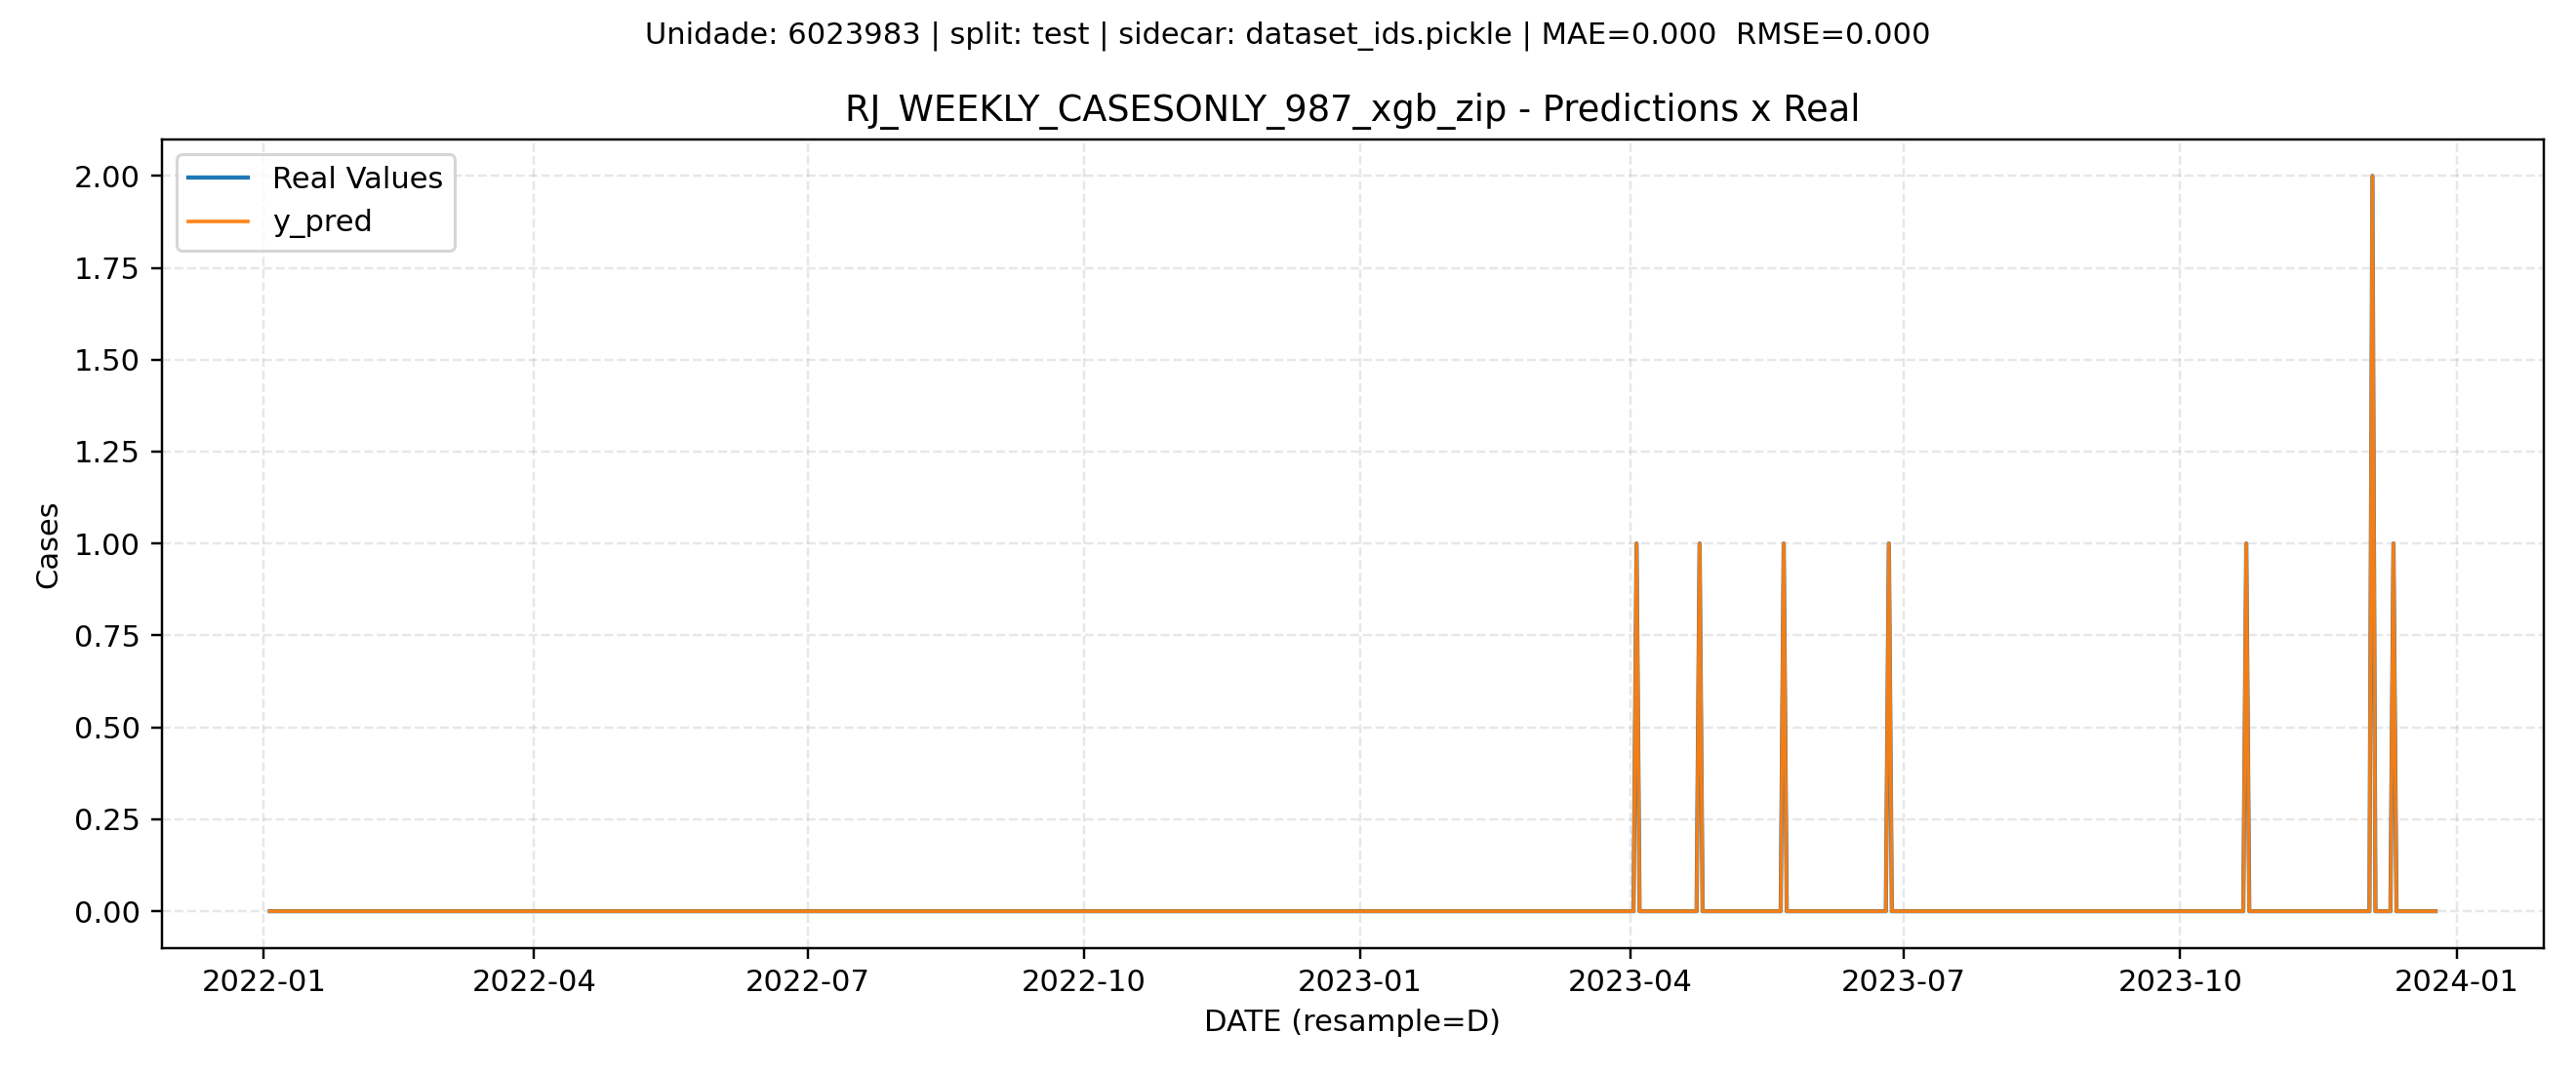 Unidade: 6023983 | split: test | sidecar: dataset_ids.pickle | MAE=0.000  RMSE=0.000
RJ_WEEKLY_CASESONLY_987_xgb_zip - Predictions x Real
Real Values
y_pred
2.00
1.75
1.50
1.25
1.00
0.75
0.50
0.25
0.00
Cases
2022-01 2022-04 2022-07 2022-10 2023-01 2023-04 2023-07 2023-10 2024-01
DATE (resample=D)